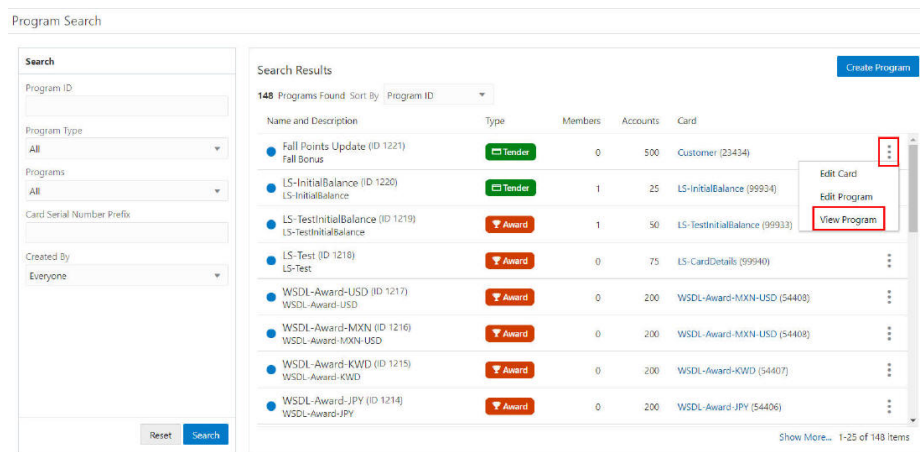 Program Search
Search
Program ID
Program Type
All
Programs
All
Card Serial Number Prefix
Created By
Everyone
Reset
Search
Search Results
Create Program
148 Programs Found Sort By Program ID
Name and Description Type Members Accounts Card
Fall Points Update (ID 1221) Tender 0 500 Customer (23434)
Fall Bonus
Edit Card
Edit Program
View Program
LS-InitialBalance (ID 1220) Tender 1 25 LS-InitialBalance (99934)
LS-InitialBalance
LS-TestInitialBalance (ID 1219) Award 1 50 LS-TestInitialBalance (99933)
LS-TestInitialBalance
LS-Test (ID 1218) Award 0 75 LS-CardDetails (99940)
LS-Test
WSDL-Award-USD (ID 1217) Award 0 200 WSDL-Award-MXN-USD (54408)
WSDL-Award-USD
WSDL-Award-MXN (ID 1216) Award 0 200 WSDL-Award-MXN-USD (54408)
WSDL-Award-MXN-USD
WSDL-Award-KWD (ID 1215) Award 0 200 WSDL-Award-KWD (54407)
WSDL-Award-KWD
WSDL-Award-JPY (ID 1214) Award 0 200 WSDL-Award-JPY (54406)
WSDL-Award-JPY
Show More... 1-25 of 148 items